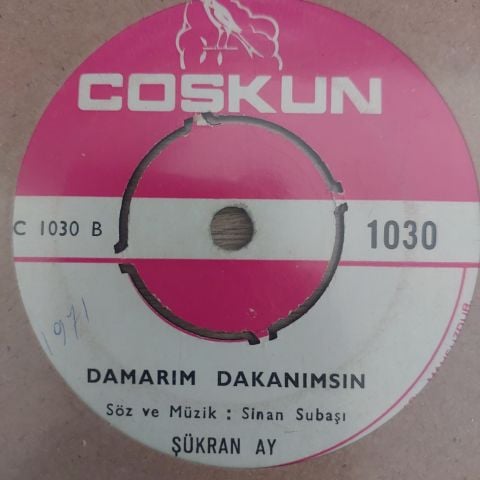 COŞKUN
C 1030 B
1030
1971
DAMARIM DAKANIMSIN
Söz ve Müzik : Sinan Subaşı
ŞÜKRAN AY